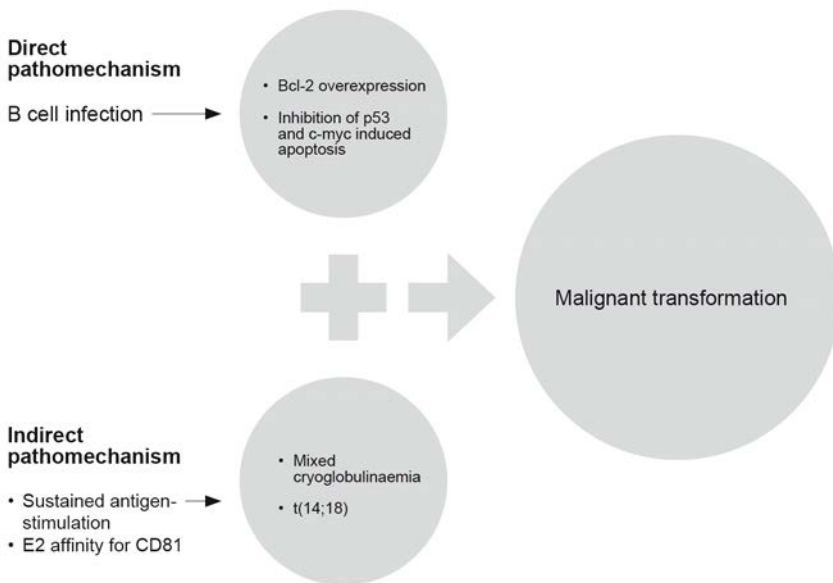 Direct
pathomechanism
B cell infection
• Bcl-2 overexpression
• Inhibition of p53
and c-myc induced
apoptosis
Malignant transformation
Indirect
pathomechanism
• Sustained antigen-
stimulation
• E2 affinity for CD81
• Mixed
cryoglobulinaemia
• t(14;18)